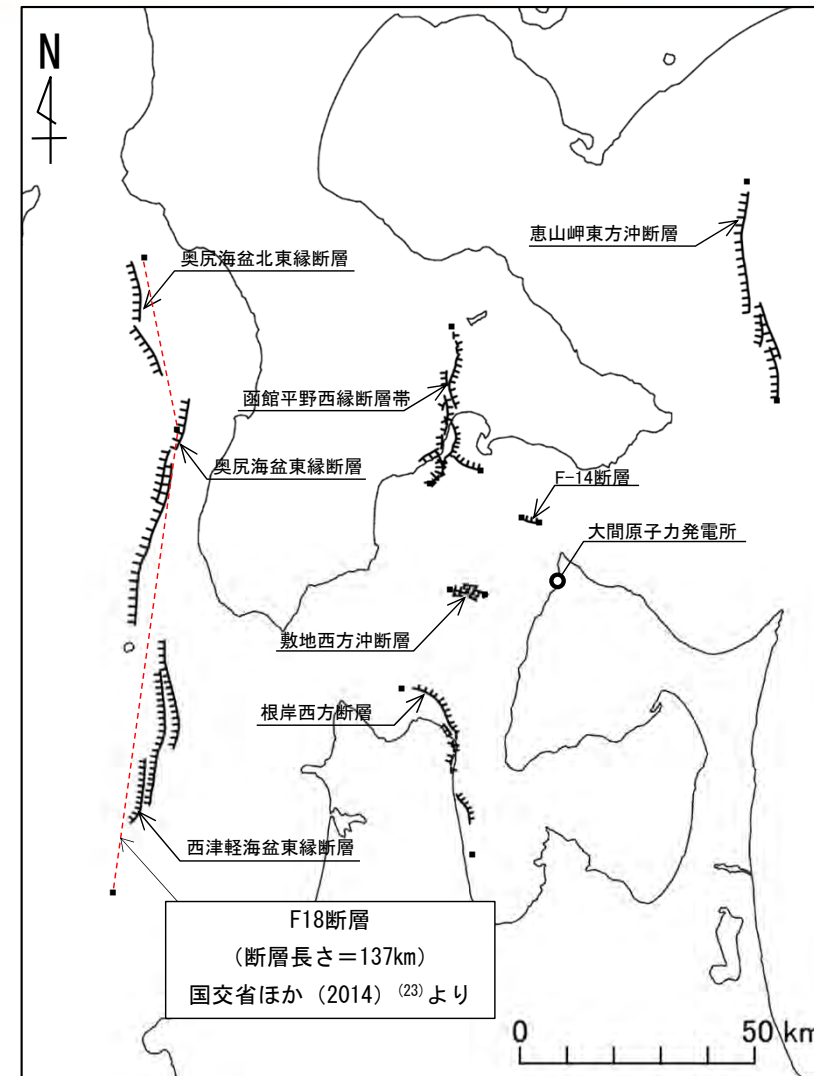 N
恵山岬東方沖断層
奥尻海盆北東縁断層
函館平野西縁断層帯
奥尻海盆東縁断層
F-14断層
大間原子力発電所
敷地西方沖断層
根岸西方断層
西津軽海盆東縁断層
F18断層
（断層長さ＝137km）
国交省ほか（2014）(23)より
0 50 km